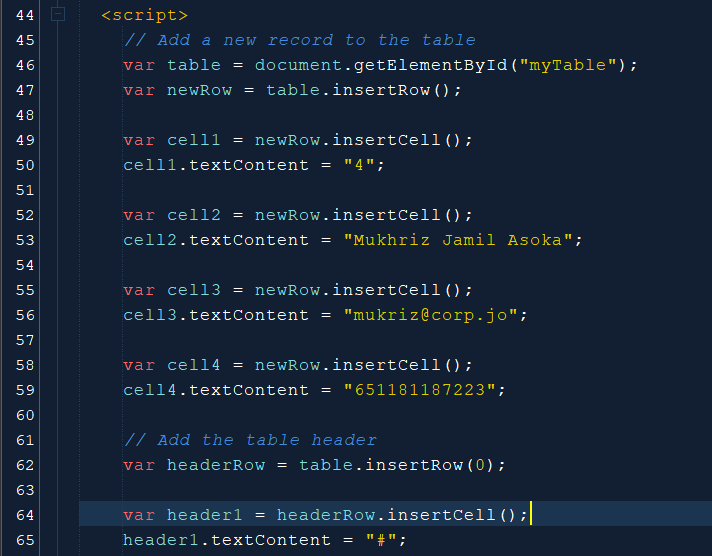 44 <script>
45 // Add a new record to the table
46 var table = document.getElementById("myTable");
47 var newRow = table.insertRow();
48
49 var cell1 = newRow.insertCell();
50 cell1.textContent = "4";
51
52 var cell2 = newRow.insertCell();
53 cell2.textContent = "Mukhriz Jamil Asoka";
54
55 var cell3 = newRow.insertCell();
56 cell3.textContent = "mukriz@corp.jo";
57
58 var cell4 = newRow.insertCell();
59 cell4.textContent = "651181187223";
60
61 // Add the table header
62 var headerRow = table.insertRow(0);
63
64 var header1 = headerRow.insertCell();
65 header1.textContent = "#";